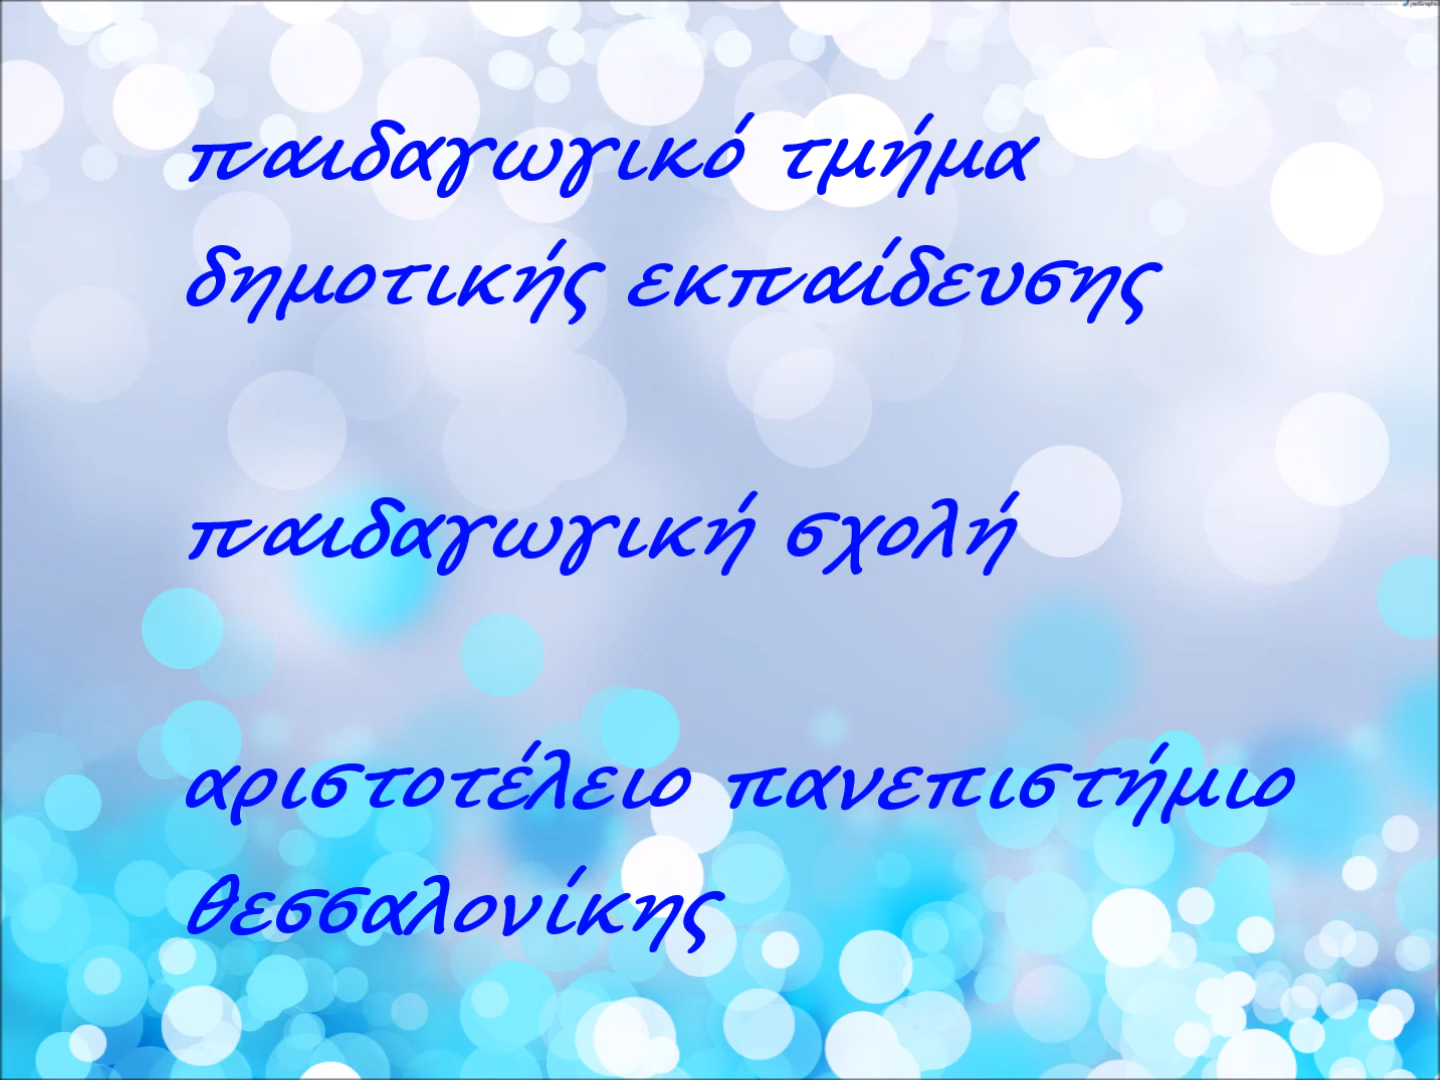 παιδαγωγικό τμήμα
δημοτικής εκπαίδευσης
παιδαγωγική σχολή
αριστοτέλειο πανεπιστήμιο
θεσσαλονίκης